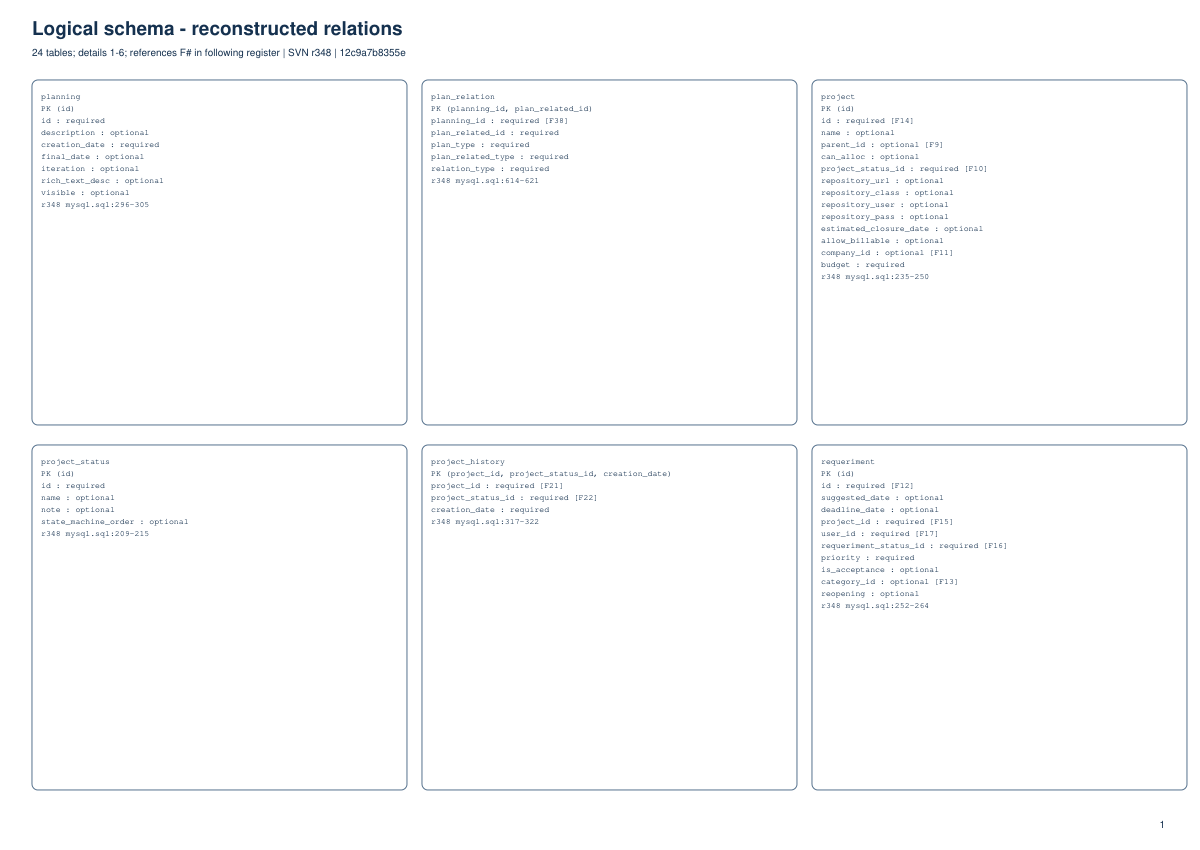 Logical schema - reconstructed relations
24 tables; details 1-6; references F# in following register | SVN r348 | 12c9a7b8355e
planning
PK (id)
id : required
description : optional
creation_date : required
final_date : optional
iteration : optional
rich_text_desc : optional
visible : optional
r348 mysql.sql:296-305
plan_relation
PK (planning_id, plan_related_id)
planning_id : required [F38]
plan_related_id : required
plan_type : required
plan_related_type : required
relation_type : required
r348 mysql.sql:614-621
project
PK (id)
id : required [F14]
name : optional
parent_id : optional [F9]
can_alloc : optional
project_status_id : required [F10]
repository_url : optional
repository_class : optional
repository_user : optional
repository_pass : optional
estimated_closure_date : optional
allow_billable : optional
company_id : optional [F11]
budget : required
r348 mysql.sql:235-250
project_status
PK (id)
id : required
name : optional
note : optional
state_machine_order : optional
r348 mysql.sql:209-215
project_history
PK (project_id, project_status_id, creation_date)
project_id : required [F21]
project_status_id : required [F22]
creation_date : required
r348 mysql.sql:317-322
requeriment
PK (id)
id : required [F12]
suggested_date : optional
deadline_date : optional
project_id : required [F15]
user_id : required [F17]
requeriment_status_id : required [F16]
priority : required
is_acceptance : optional
category_id : optional [F13]
reopening : optional
r348 mysql.sql:252-264
1